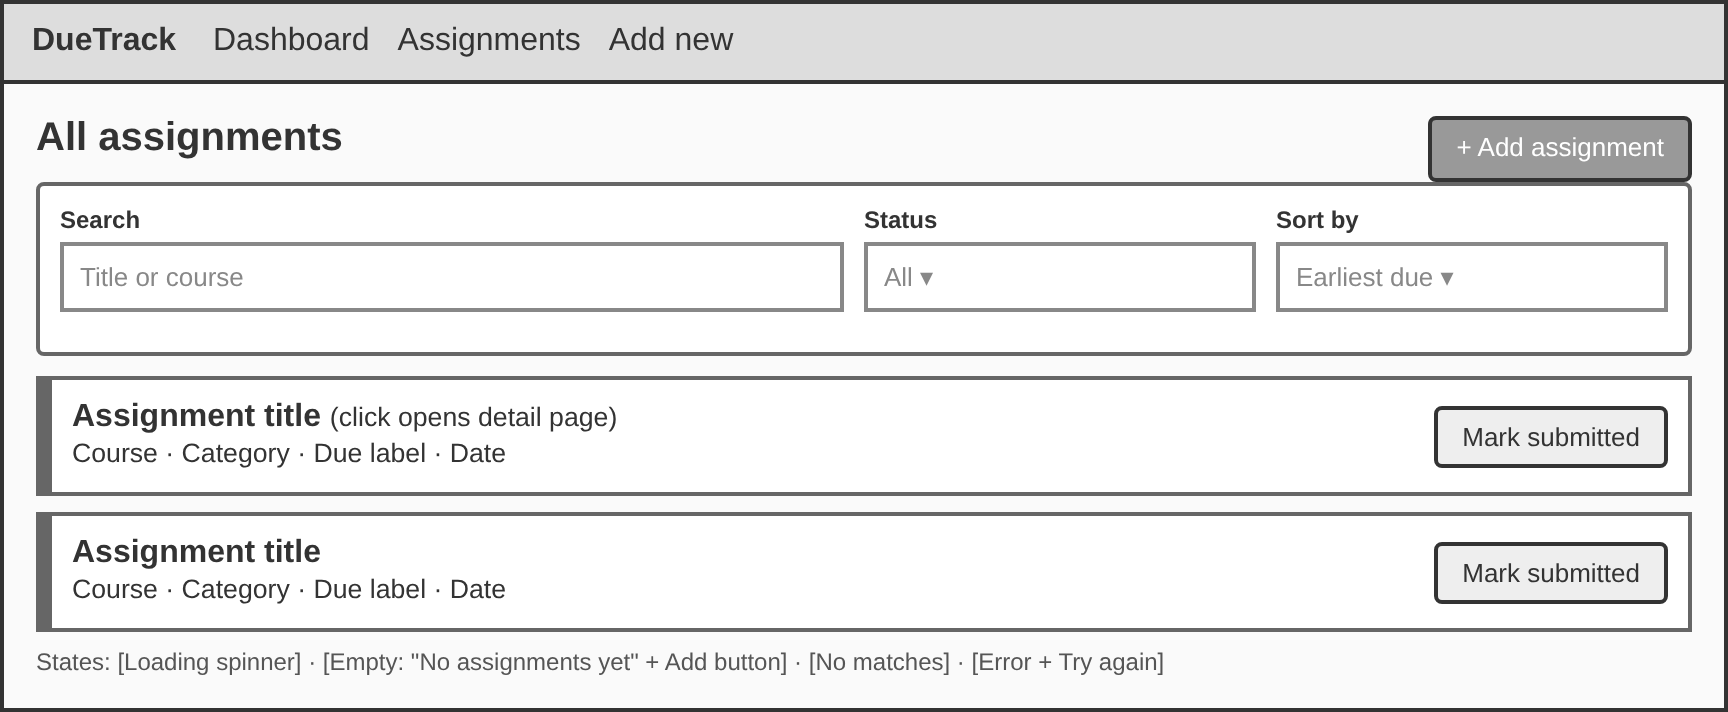 DueTrack Dashboard Assignments Add new
All assignments
+ Add assignment
Search Status Sort by
Title or course All ▾ Earliest due ▾
Assignment title (click opens detail page)
Course · Category · Due label · Date
Mark submitted
Assignment title
Course · Category · Due label · Date
Mark submitted
States: [Loading spinner] · [Empty: "No assignments yet" + Add button] · [No matches] · [Error + Try again]